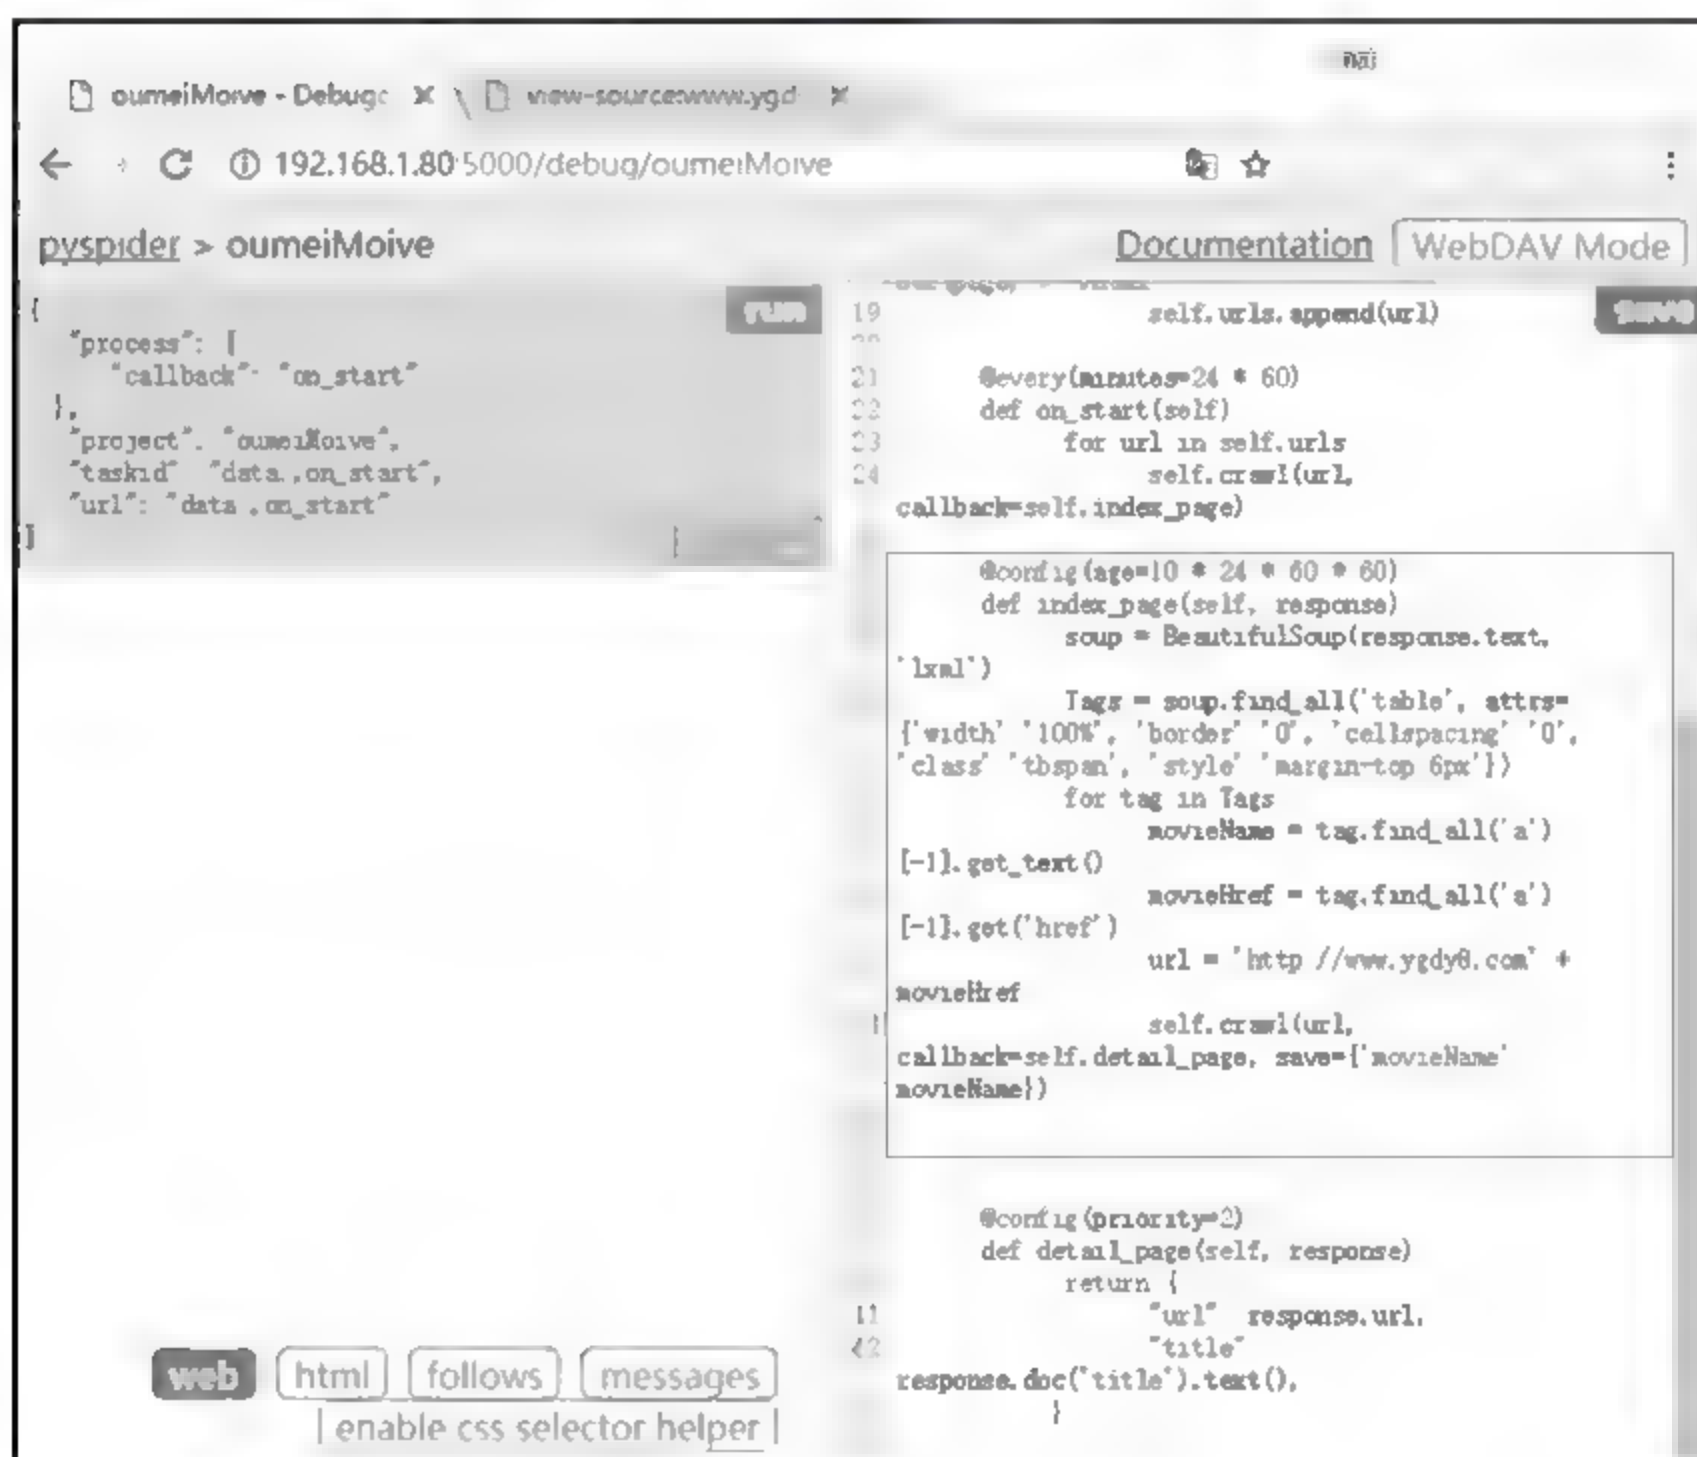 oumeiMoive - Debug
view-source:www.ygd
192.168.1.80:5000/debug/oumeiMoive
pyspider > oumeiMoive
Documentation
WebDAV Mode
{
run
"process": {
"callback": "on_start"
},
"project": "oumeiMoive",
"taskid" "data:,on_start",
"url": "data:,on_start"
}
19 self.urls.append(url)
save
20
21 @every(minutes=24 * 60)
22 def on_start(self)
23 for url in self.urls
24 self.crawl(url,
callback=self.index_page)
@config(age=10 * 24 * 60 * 60)
def index_page(self, response)
soup = BeautifulSoup(response.text,
'lxml')
Tags = soup.find_all('table', attrs=
{'width' '100%', 'border' '0', 'cellspacing' '0',
'class' 'tbspan', 'style' 'margin-top 6px'})
for tag in Tags
movieName = tag.find_all('a')
[-1].get_text()
movieHref = tag.find_all('a')
[-1].get('href')
url = 'http //www.ygdy8.com' +
movieHref
self.crawl(url,
callback=self.detail_page, save={'movieName'
movieName})
@config(priority=2)
def detail_page(self, response)
return {
41 "url" response.url,
42 "title"
response.doc('title').text(),
}
web
html
follows
messages
enable css selector helper